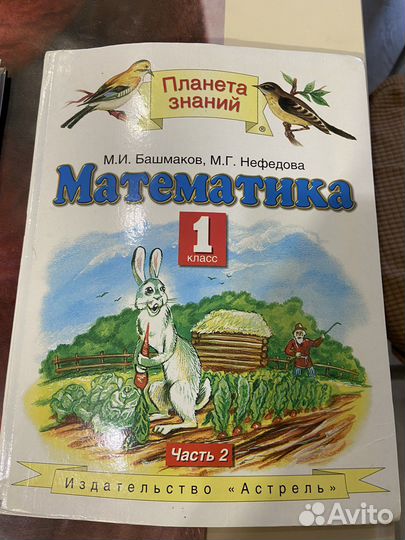 Планета
знаний
®
М.И. Башмаков, М.Г. Нефедова
Математика
1
класс
Часть 2
Издательство «Астрель»
Avito